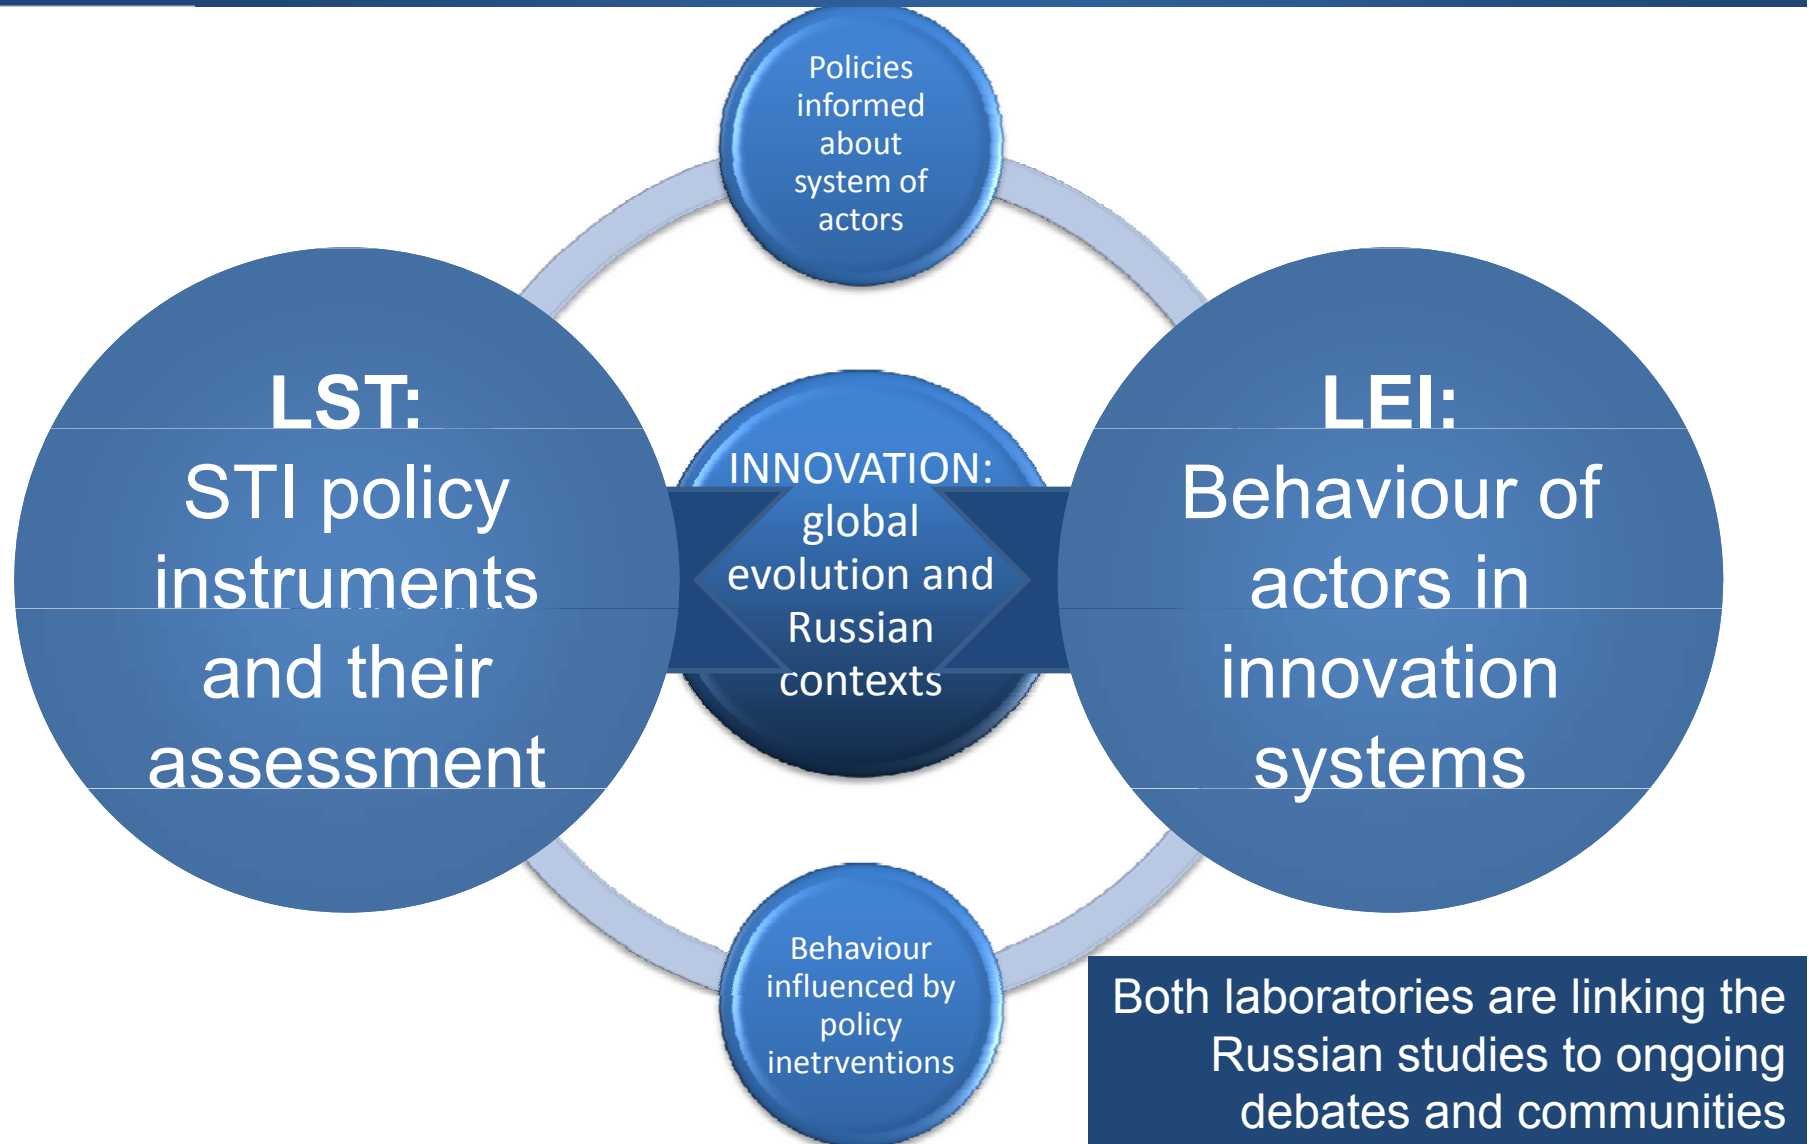 Policies
informed
about
system of
actors
LST:
STI policy
instruments
and their
assessment
INNOVATION:
global
evolution and
Russian
contexts
LEI:
Behaviour of
actors in
innovation
systems
Behaviour
influenced by
policy
inetrventions
Both laboratories are linking the
Russian studies to ongoing
debates and communities